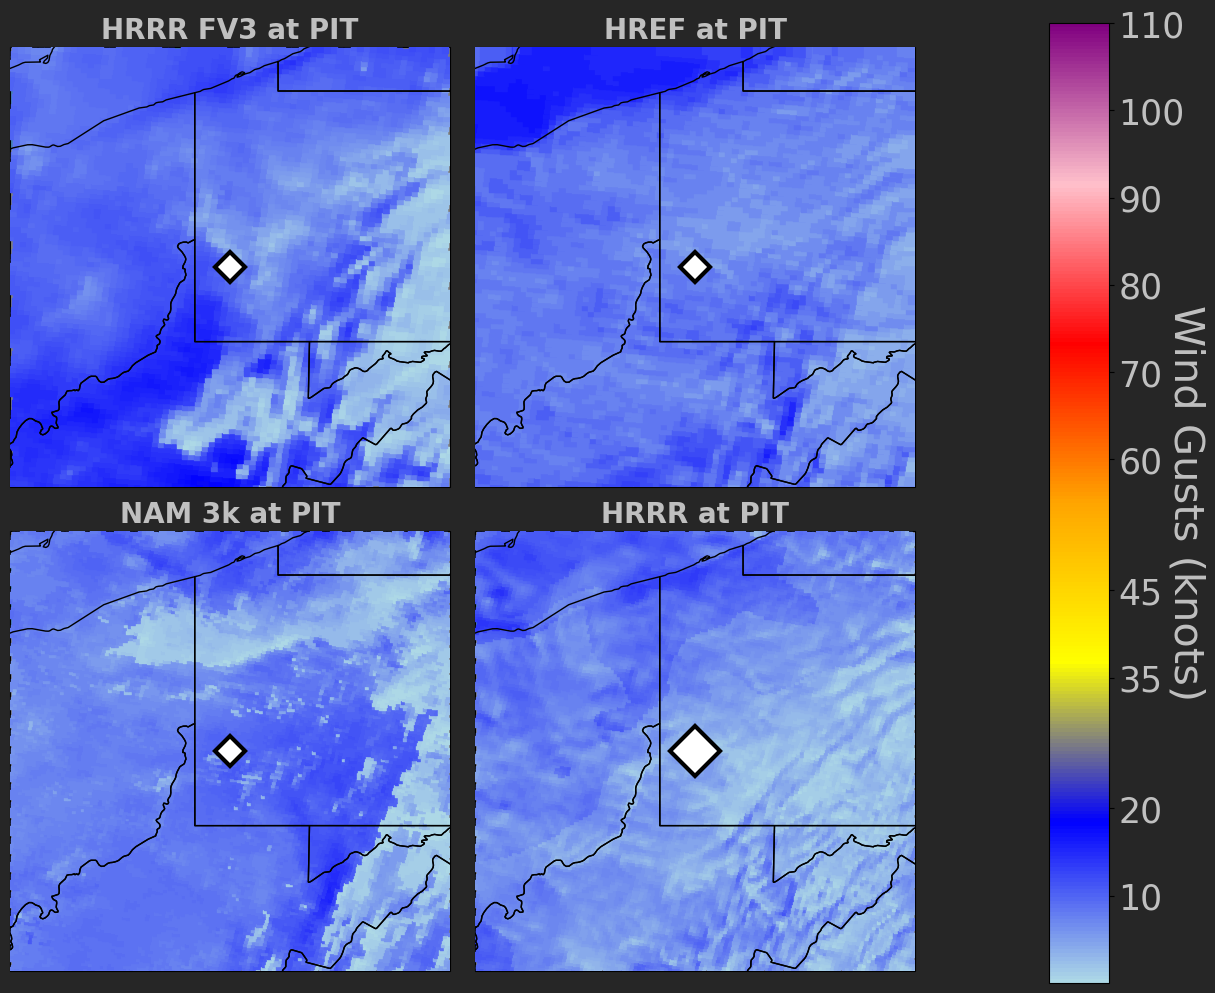 HRRR FV3 at PIT
HREF at PIT
NAM 3k at PIT
HRRR at PIT
110
100
90
80
70
60
45
35
20
10
Wind Gusts (knots)